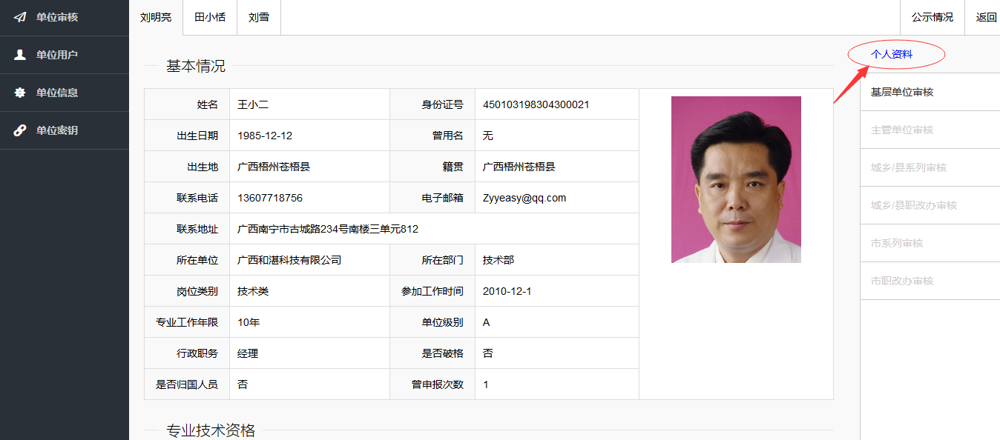 单位审核
单位用户
单位信息
单位密钥
刘明亮 田小恬 刘雪 公示情况 返回
基本情况
姓名 王小二 身份证号 450103198304300021
出生日期 1985-12-12 曾用名 无
出生地 广西梧州苍梧县 籍贯 广西梧州苍梧县
联系电话 13607718756 电子邮箱 Zyyeasy@qq.com
联系地址 广西南宁市古城路234号南楼三单元812
所在单位 广西和湛科技有限公司 所在部门 技术部
岗位类别 技术类 参加工作时间 2010-12-1
专业工作年限 10年 单位级别 A
行政职务 经理 是否破格 否
是否归国人员 否 曾申报次数 1
专业技术资格
个人资料
基层单位审核
主管单位审核
城乡/县系列审核
城乡/县职改办审核
市系列审核
市职改办审核